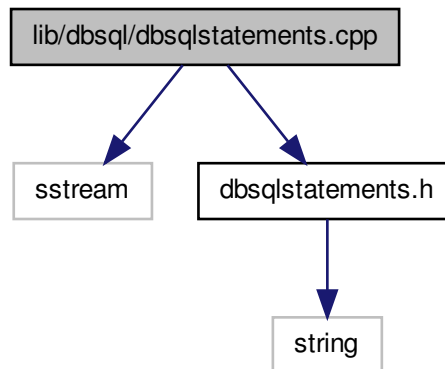 lib/dbsql/dbsqlstatements.cpp
sstream
dbsqlstatements.h
string